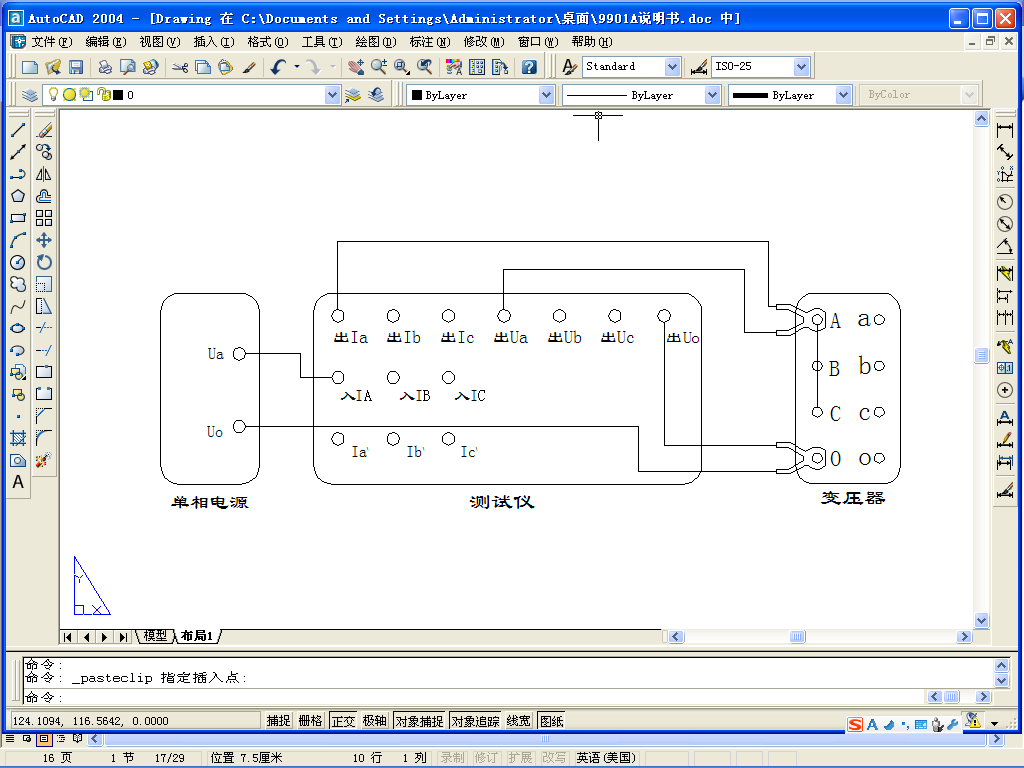 AutoCAD 2004 - [Drawing 在 C:\Documents and Settings\Administrator\桌面\9901A说明书.doc 中]
文件(F) 编辑(E) 视图(V) 插入(I) 格式(O) 工具(T) 绘图(D) 标注(N) 修改(M) 窗口(W) 帮助(H)
Standard ISO-25
0 ByLayer ByLayer ByLayer ByColor
出Ia 出Ib 出Ic 出Ua 出Ub 出Uc 出Uo
A a
Ua
B b
入IA 入IB 入IC
C c
Uo
Ia' Ib' Ic'
O o
单相电源 测试仪 变压器
Y
X
模型 布局1
命令:
命令: _pasteclip 指定插入点:
命令:
124.1094, 116.5642, 0.0000 捕捉 栅格 正交 极轴 对象捕捉 对象追踪 线宽 图纸
16 页 1 节 17/29 位置 7.5厘米 10 行 1 列 录制 修订 扩展 改写 英语(美国)